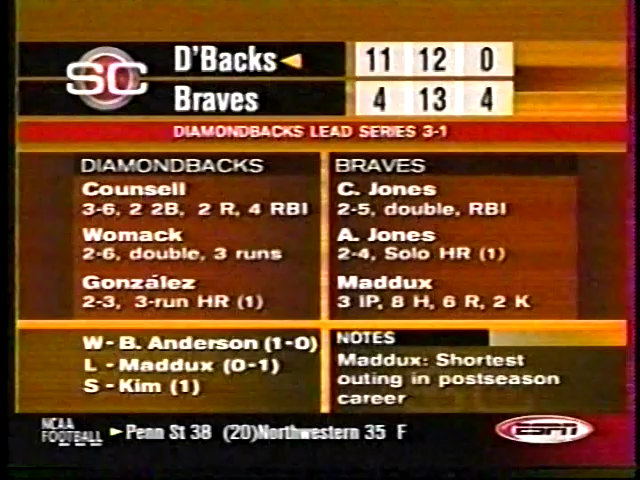 SC
D'Backs 11 12 0
Braves 4 13 4
DIAMONDBACKS LEAD SERIES 3-1
DIAMONDBACKS
Counsell
3-6, 2 2B, 2 R, 4 RBI
Womack
2-6, double, 3 runs
González
2-3, 3-run HR (1)
BRAVES
C. Jones
2-5, double, RBI
A. Jones
2-4, Solo HR (1)
Maddux
3 IP, 8 H, 6 R, 2 K
W - B. Anderson (1-0)
L - Maddux (0-1)
S - Kim (1)
NOTES
Maddux: Shortest
outing in postseason
career
NCAA
FOOTBALL
Penn St 38 (20)Northwestern 35 F
ESPN